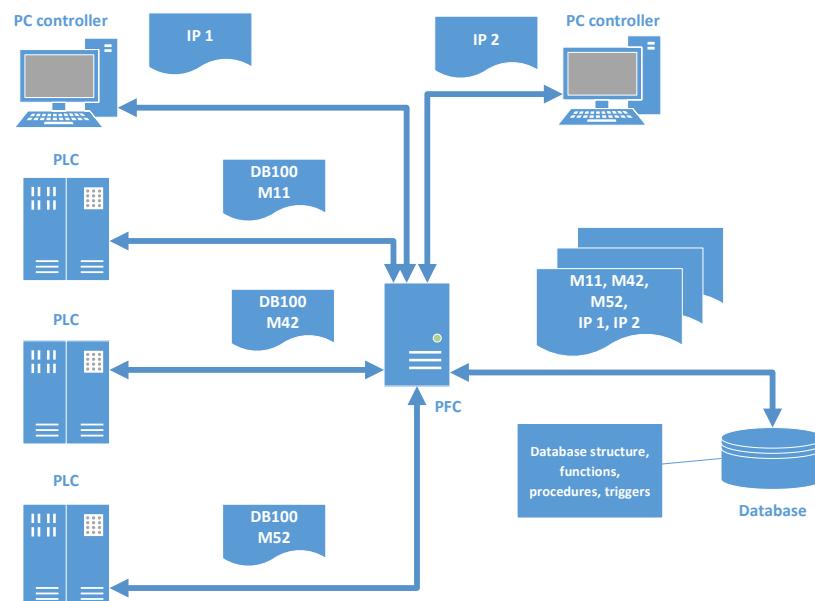 PC controller
IP 1
IP 2
PC controller
PLC
DB100
M11
PLC
DB100
M42
M11, M42,
M52,
IP 1, IP 2
PFC
PLC
DB100
M52
Database structure,
functions,
procedures, triggers
Database